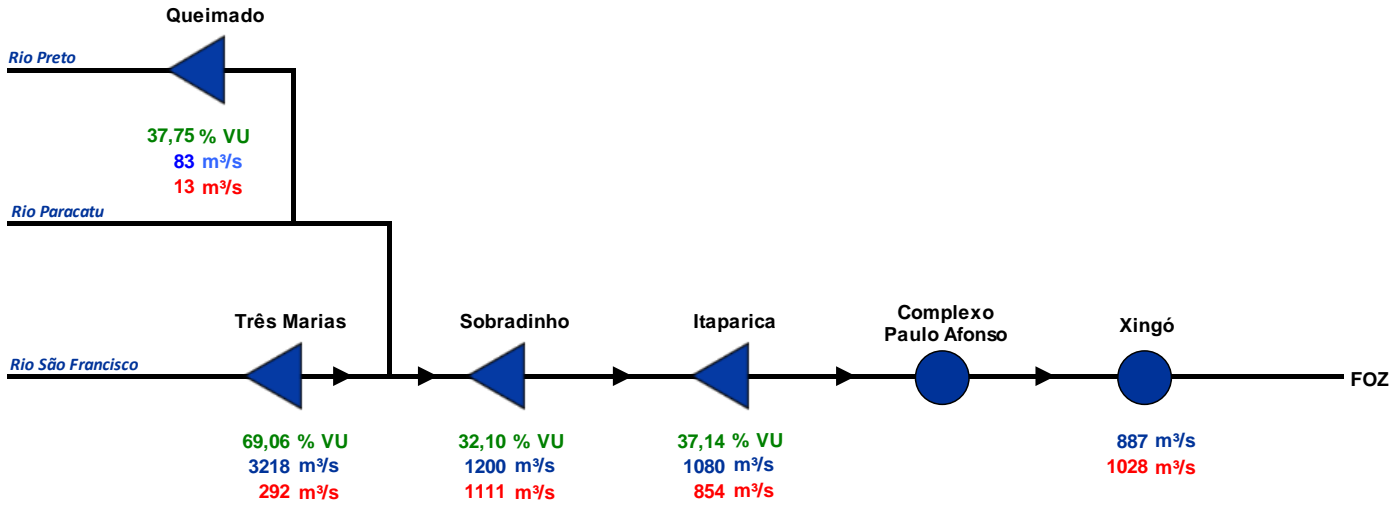 Queimado
Rio Preto
37,75 % VU
83 m³/s
13 m³/s
Rio Paracatu
Três Marias
Sobradinho
Itaparica
Complexo
Paulo Afonso
Xingó
Rio São Francisco
FOZ
69,06 % VU
3218 m³/s
292 m³/s
32,10 % VU
1200 m³/s
1111 m³/s
37,14 % VU
1080 m³/s
854 m³/s
887 m³/s
1028 m³/s